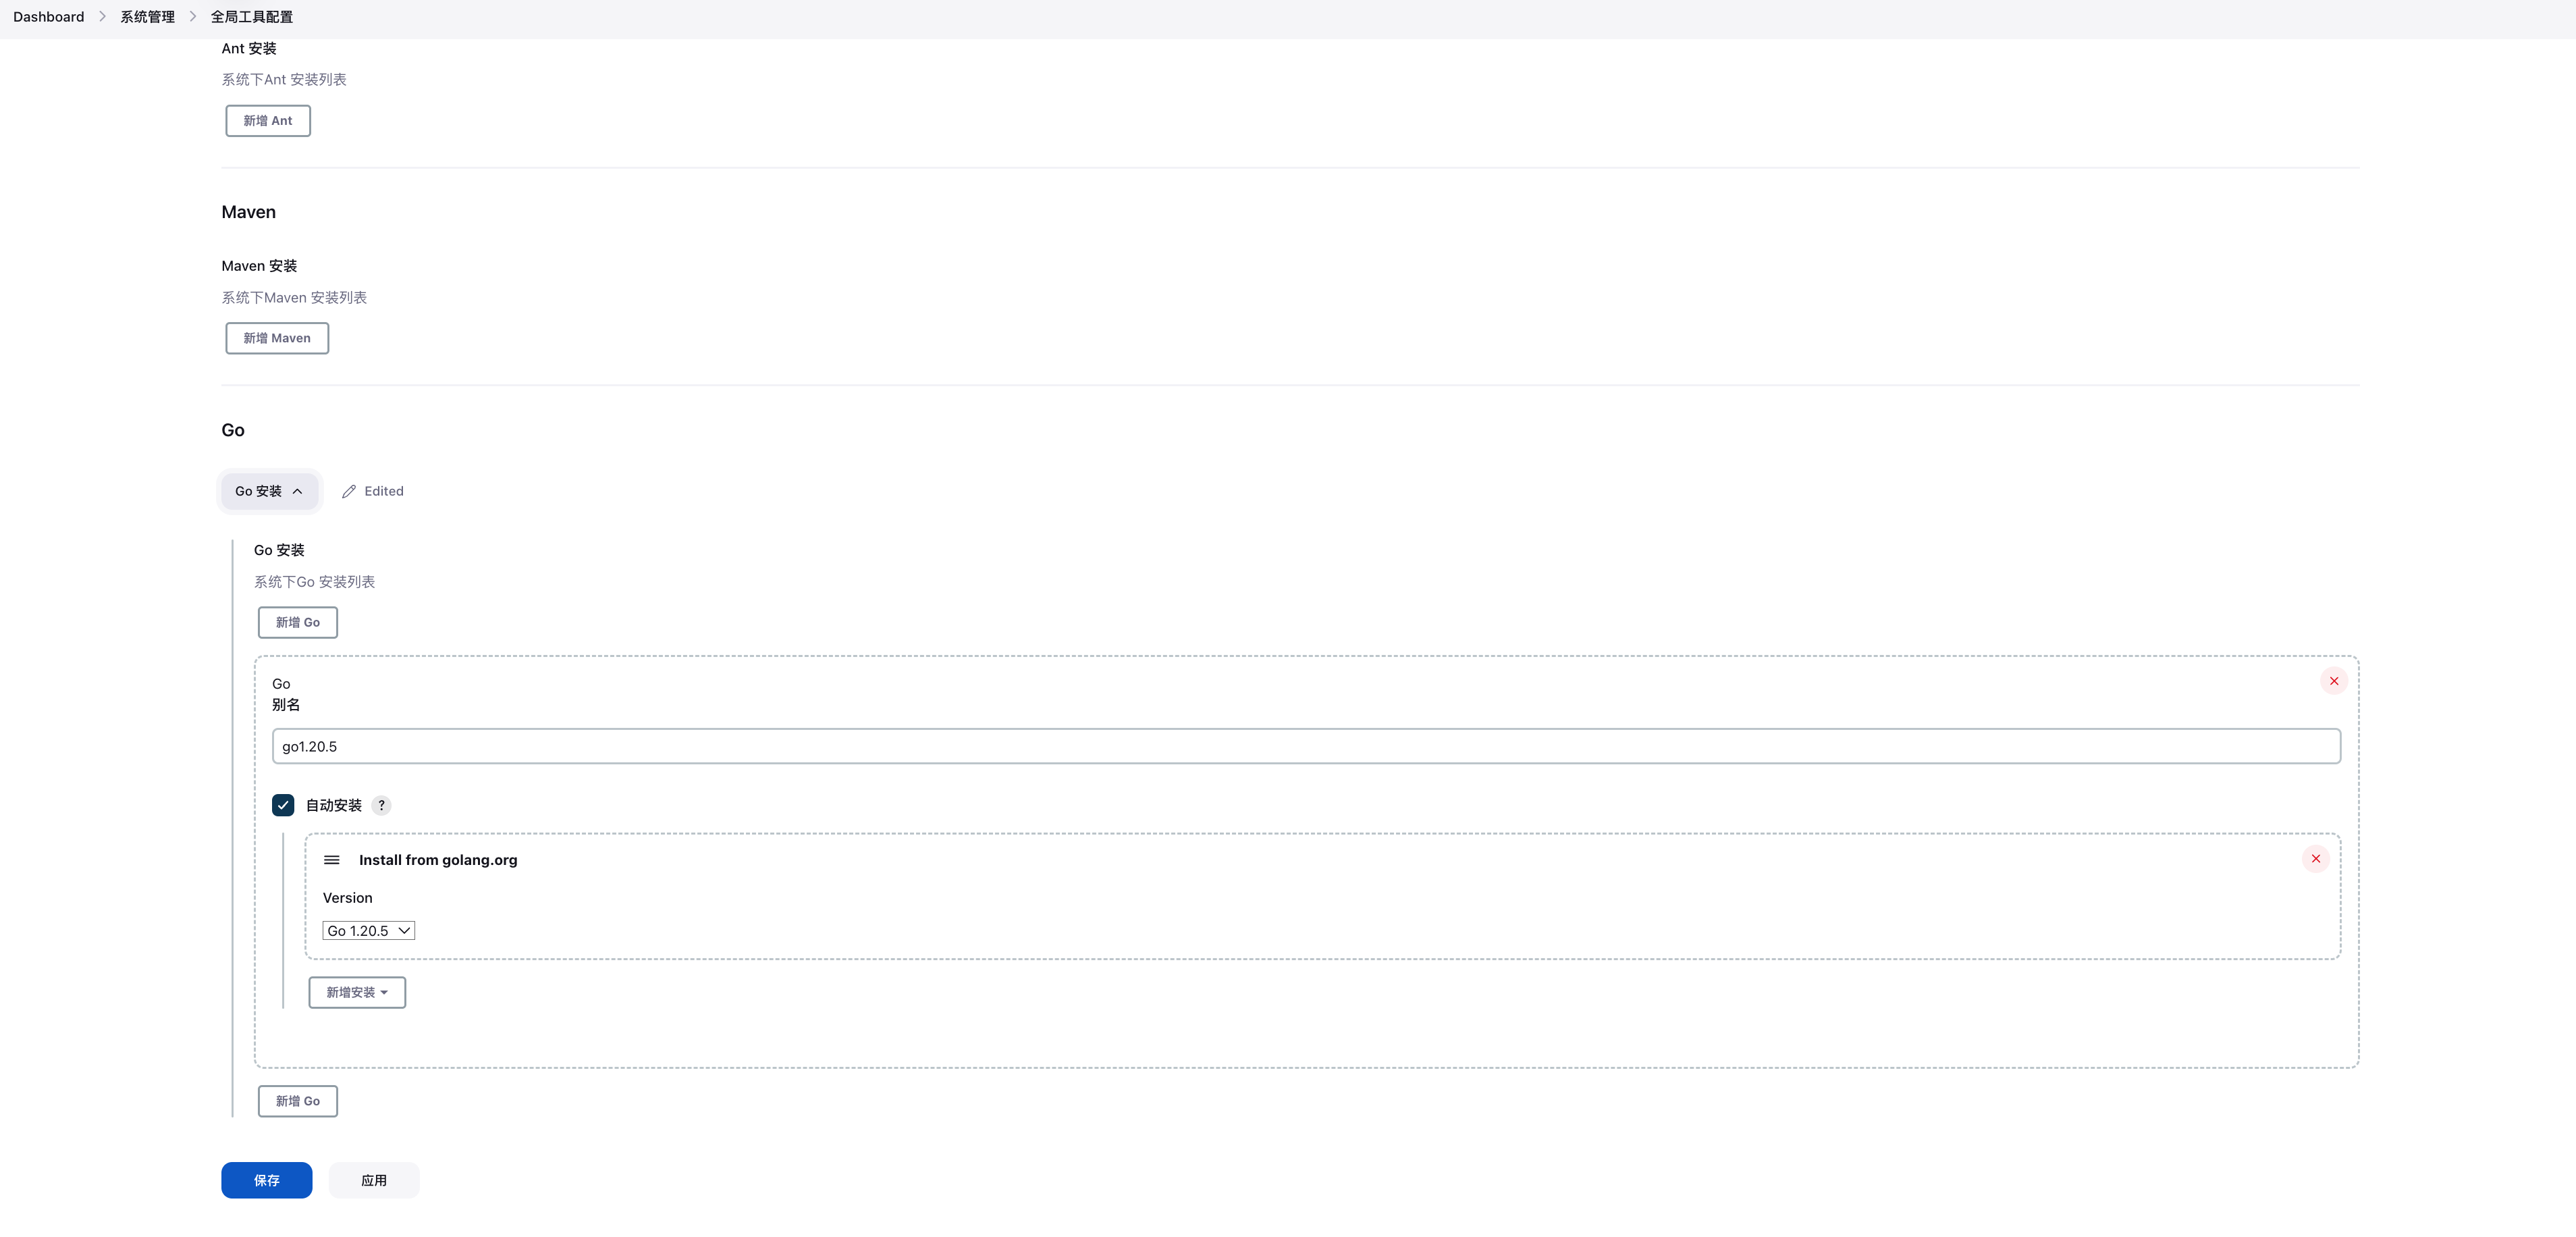 Dashboard 系统管理 全局工具配置
Ant 安装
系统下Ant 安装列表
新增 Ant
Maven
Maven 安装
系统下Maven 安装列表
新增 Maven
Go
Go 安装 Edited
Go 安装
系统下Go 安装列表
新增 Go
Go
别名
go1.20.5
自动安装 ?
Install from golang.org
Version
Go 1.20.5
新增安装
新增 Go
保存 应用